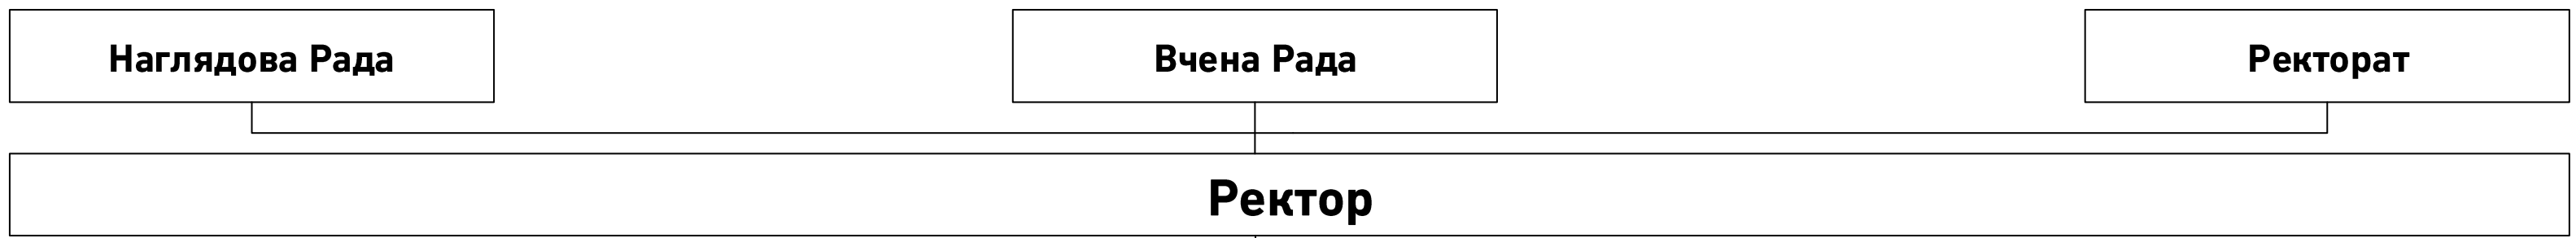 Наглядова Рада
Вчена Рада
Ректорат
Ректор